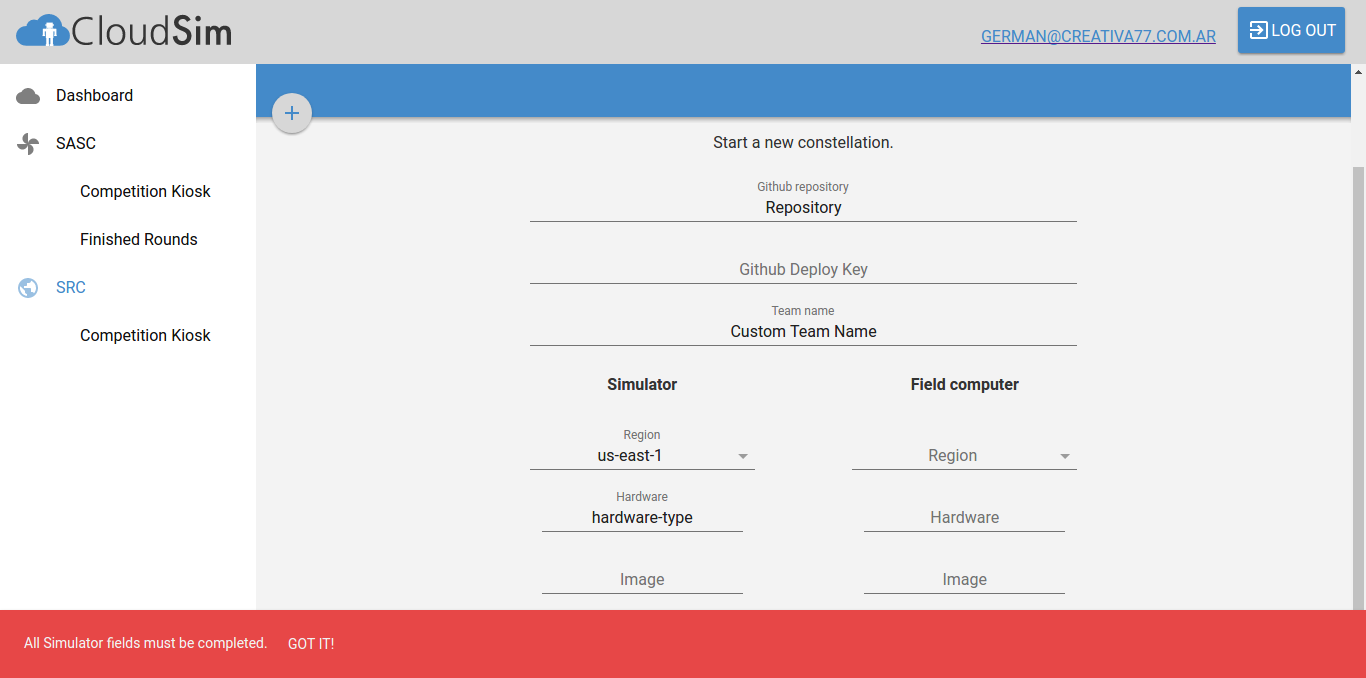 CloudSim
GERMAN@CREATIVA77.COM.AR
LOG OUT
Dashboard
SASC
Competition Kiosk
Finished Rounds
SRC
Competition Kiosk
+
Start a new constellation.
Github repository
Repository
Github Deploy Key
Team name
Custom Team Name
Simulator Field computer
Region
us-east-1 Region
Hardware
hardware-type Hardware
Image Image
All Simulator fields must be completed. GOT IT!